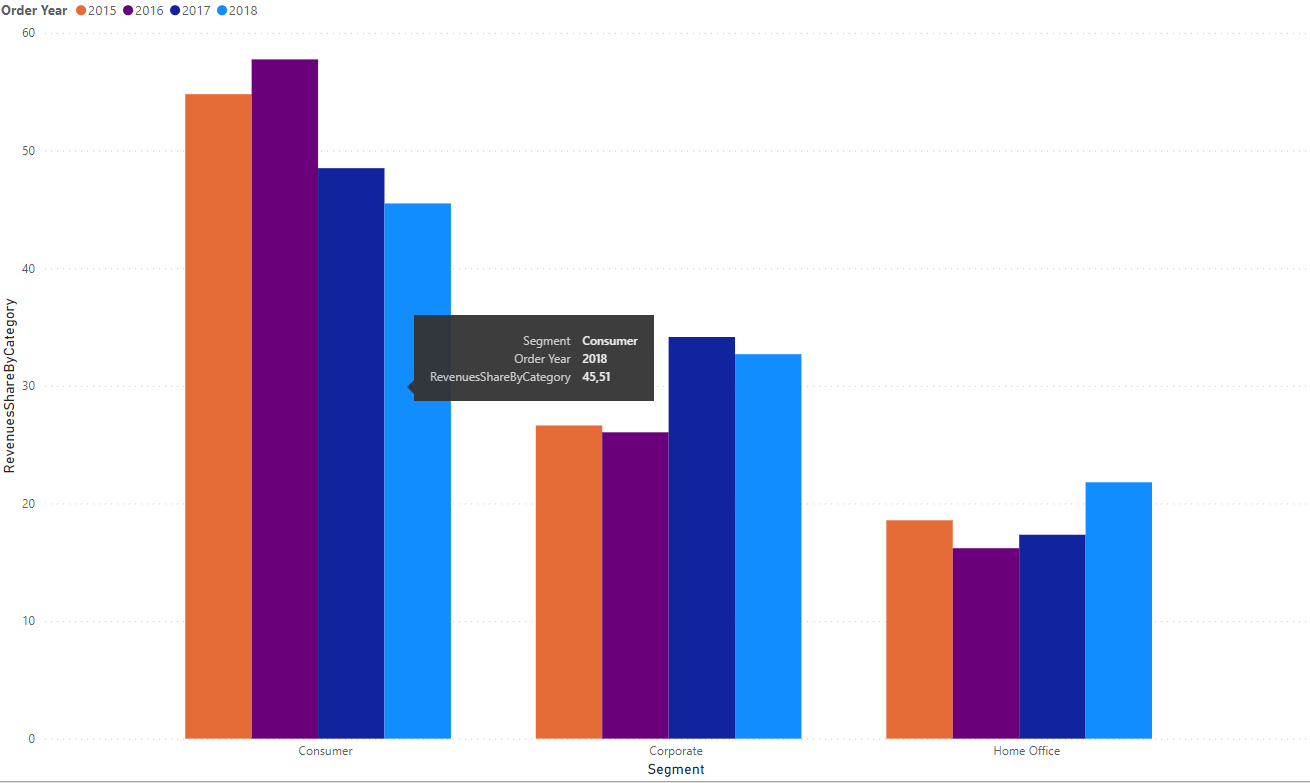 Order Year 2015 2016 2017 2018
60
50
40
30
20
10
0
RevenuesShareByCategory
Segment Consumer
Order Year 2018
RevenuesShareByCategory 45,51
Consumer Corporate Home Office
Segment